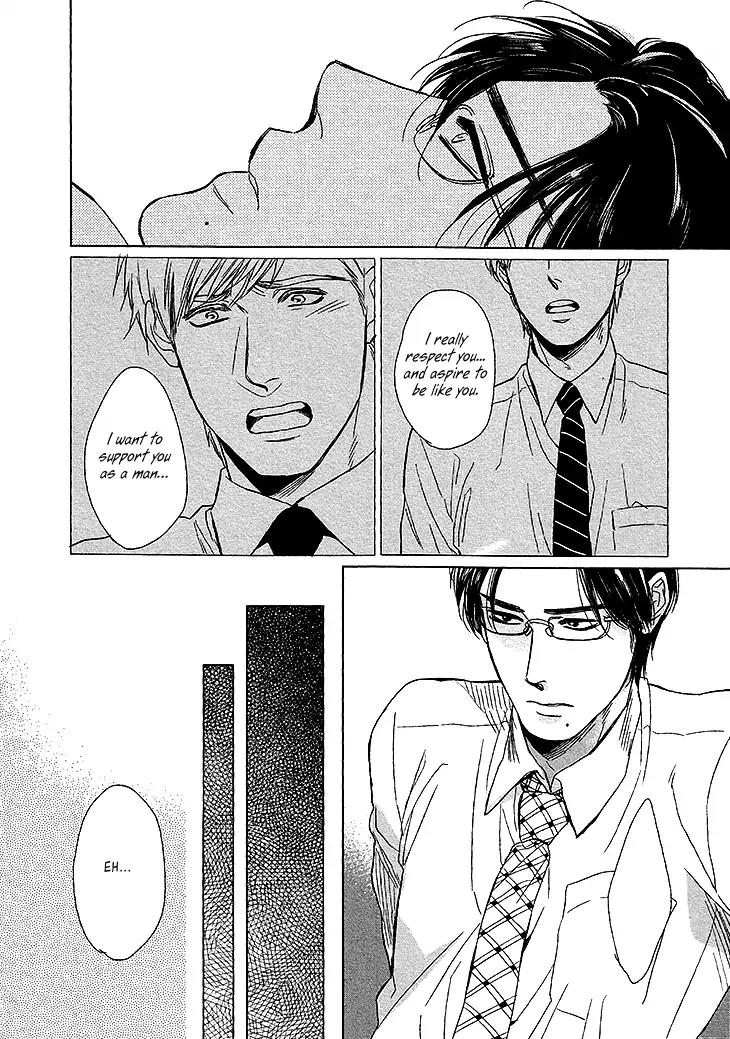 I really
respect you...
and aspire to
be like you.
I want to
support you
as a man...
EH...